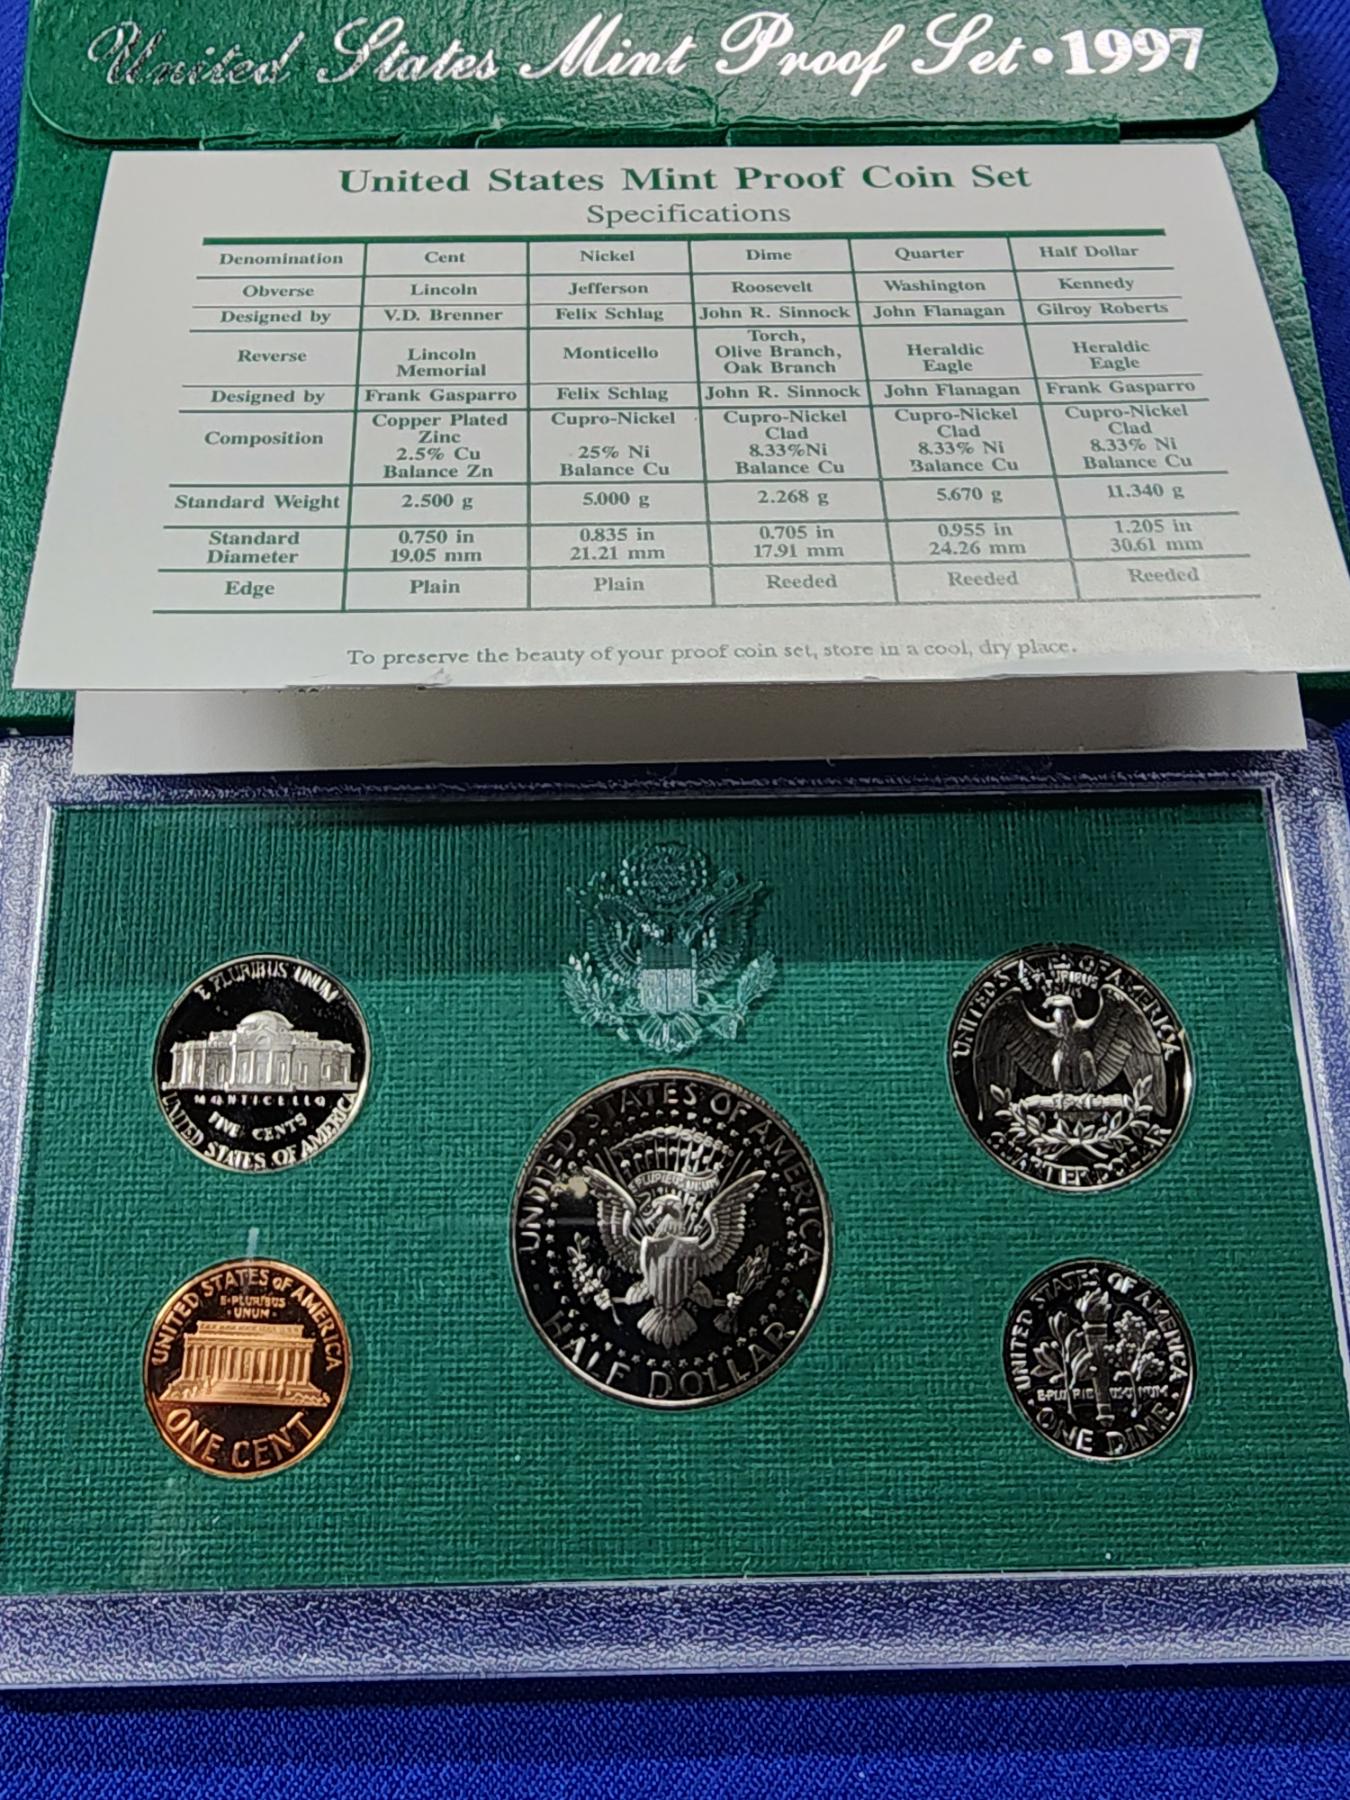 United States Mint Proof Set • 1997
United States Mint Proof Coin Set
Specifications
Denomination Cent Nickel Dime Quarter Half Dollar
Obverse Lincoln Jefferson Roosevelt Washington Kennedy
Designed by V.D. Brenner Felix Schlag John R. Sinnock John Flanagan Gilroy Roberts
Reverse Lincoln Memorial Monticello Torch, Olive Branch, Oak Branch Heraldic Eagle Heraldic Eagle
Designed by Frank Gasparro Felix Schlag John R. Sinnock John Flanagan Frank Gasparro
Composition Copper Plated Zinc 2.5% Cu Balance Zn Cupro-Nickel 25% Ni Balance Cu Cupro-Nickel Clad 8.33%Ni Balance Cu Cupro-Nickel Clad 8.33% Ni Balance Cu Cupro-Nickel Clad 8.33% Ni Balance Cu
Standard Weight 2.500 g 5.000 g 2.268 g 5.670 g 11.340 g
Standard Diameter 0.750 in 19.05 mm 0.835 in 21.21 mm 0.705 in 17.91 mm 0.955 in 24.26 mm 1.205 in 30.61 mm
Edge Plain Plain Reeded Reeded Reeded
To preserve the beauty of your proof coin set, store in a cool, dry place.
E PLURIBUS UNUM
MONTICELLO
FIVE CENTS
UNITED STATES OF AMERICA
UNITED STATES OF AMERICA
E PLURIBUS
QUARTER DOLLAR
UNITED STATES OF AMERICA
E PLURIBUS UNUM
HALF DOLLAR
UNITED STATES OF AMERICA
E·PLURIBUS
·UNUM·
ONE CENT
UNITED STATES OF AMERICA
E·PLURIBUS·UNUM
·ONE DIME·